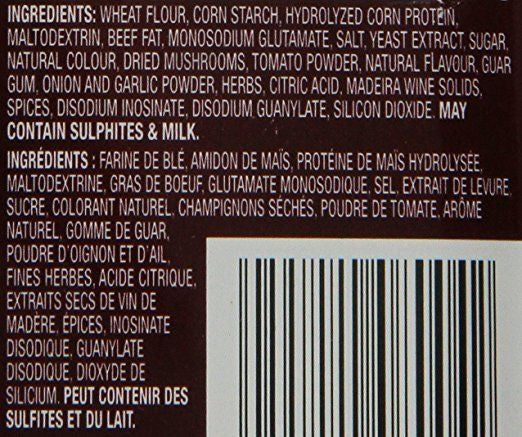 INGREDIENTS: WHEAT FLOUR, CORN STARCH, HYDROLYZED CORN PROTEIN,
MALTODEXTRIN, BEEF FAT, MONOSODIUM GLUTAMATE, SALT, YEAST EXTRACT, SUGAR,
NATURAL COLOUR, DRIED MUSHROOMS, TOMATO POWDER, NATURAL FLAVOUR, GUAR
GUM, ONION AND GARLIC POWDER, HERBS, CITRIC ACID, MADEIRA WINE SOLIDS,
SPICES, DISODIUM INOSINATE, DISODIUM GUANYLATE, SILICON DIOXIDE. MAY
CONTAIN SULPHITES & MILK.
INGRÉDIENTS : FARINE DE BLÉ, AMIDON DE MAÏS, PROTÉINE DE MAÏS HYDROLYSÉE,
MALTODEXTRINE, GRAS DE BOEUF, GLUTAMATE MONOSODIQUE, SEL, EXTRAIT DE LEVURE,
SUCRE, COLORANT NATUREL, CHAMPIGNONS SÉCHÉS, POUDRE DE TOMATE, ARÔME
NATUREL, GOMME DE GUAR,
POUDRE D'OIGNON ET D'AIL,
FINES HERBES, ACIDE CITRIQUE,
EXTRAITS SECS DE VIN DE
MADÈRE, ÉPICES, INOSINATE
DISODIQUE, GUANYLATE
DISODIQUE, DIOXYDE DE
SILICIUM. PEUT CONTENIR DES
SULFITES ET DU LAIT.